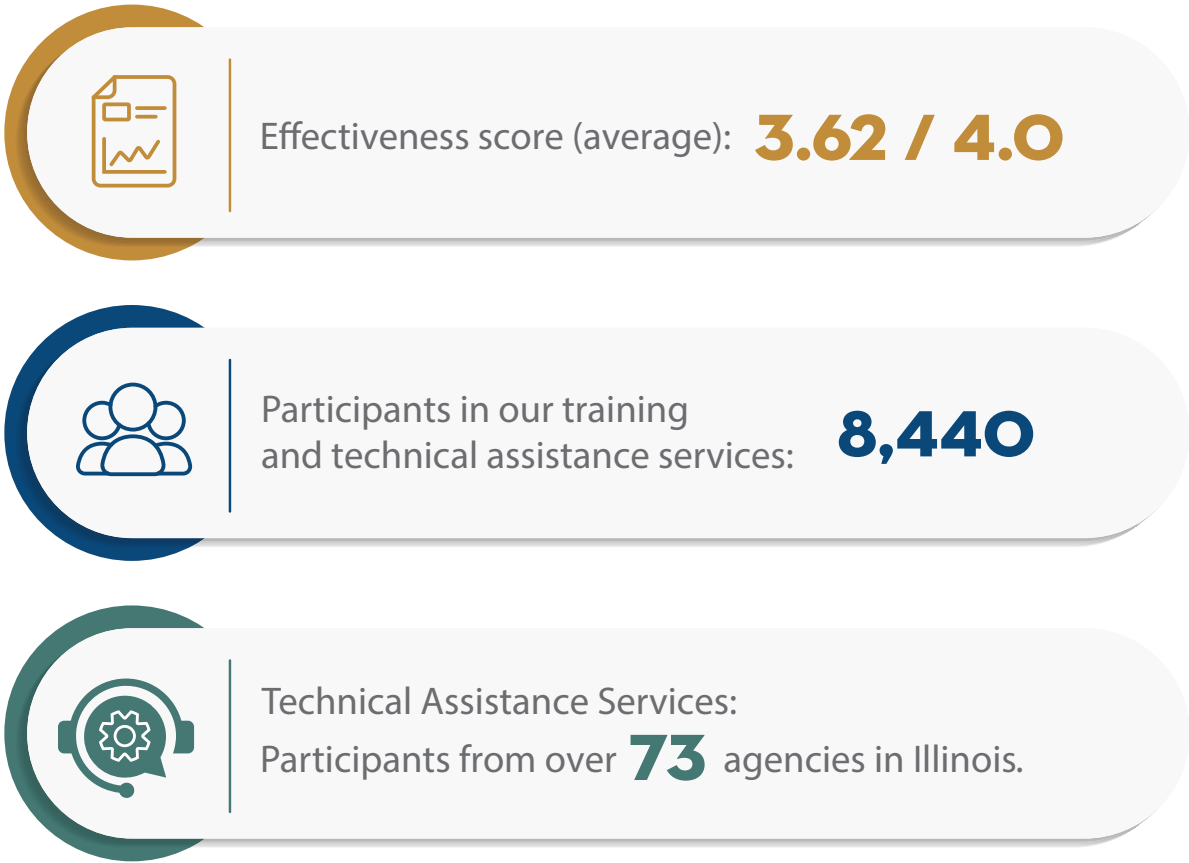 Effectiveness score (average): 3.62 / 4.0
Participants in our training
and technical assistance services: 8,440
Technical Assistance Services:
Participants from over 73 agencies in Illinois.